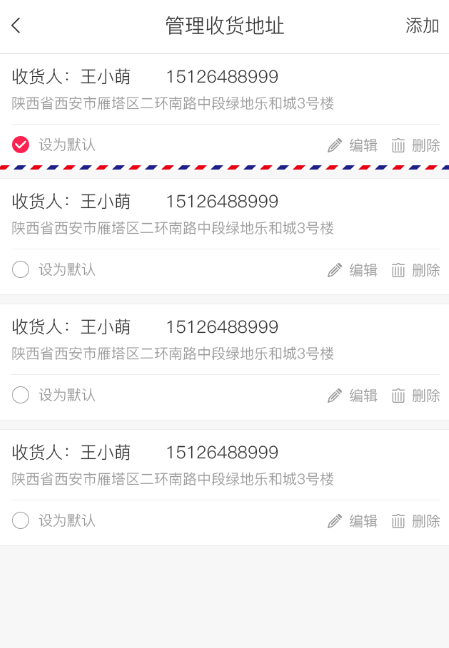 管理收货地址 添加
收货人：王小萌 15126488999
陕西省西安市雁塔区二环南路中段绿地乐和城3号楼
设为默认 编辑 删除
收货人：王小萌 15126488999
陕西省西安市雁塔区二环南路中段绿地乐和城3号楼
设为默认 编辑 删除
收货人：王小萌 15126488999
陕西省西安市雁塔区二环南路中段绿地乐和城3号楼
设为默认 编辑 删除
收货人：王小萌 15126488999
陕西省西安市雁塔区二环南路中段绿地乐和城3号楼
设为默认 编辑 删除